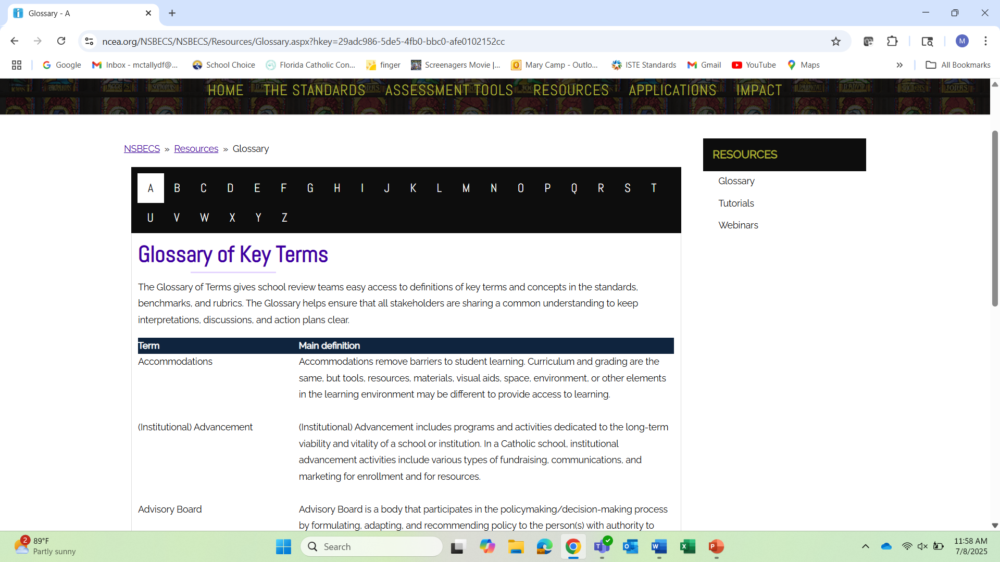 Glossary - A
ncea.org/NSBECS/NSBECS/Resources/Glossary.aspx?hkey=29adc986-5de5-4fb0-bbc0-afe0102152cc
M
Google Inbox - mctallydf@... School Choice Florida Catholic Con... finger Screenagers Movie |... Mary Camp - Outlo... ISTE Standards Gmail YouTube Maps » All Bookmarks
HOME THE STANDARDS ASSESSMENT TOOLS RESOURCES APPLICATIONS IMPACT
NSBECS » Resources » Glossary
A B C D E F G H I J K L M N O P Q R S T
U V W X Y Z
Glossary of Key Terms
The Glossary of Terms gives school review teams easy access to definitions of key terms and concepts in the standards,
benchmarks, and rubrics. The Glossary helps ensure that all stakeholders are sharing a common understanding to keep
interpretations, discussions, and action plans clear.
Term Main definition
Accommodations Accommodations remove barriers to student learning. Curriculum and grading are the
same, but tools, resources, materials, visual aids, space, environment, or other elements
in the learning environment may be different to provide access to learning.
(Institutional) Advancement (Institutional) Advancement includes programs and activities dedicated to the long-term
viability and vitality of a school or institution. In a Catholic school, institutional
advancement activities include various types of fundraising, communications, and
marketing for enrollment and for resources.
Advisory Board Advisory Board is a body that participates in the policymaking/decision-making process
by formulating, adapting, and recommending policy to the person(s) with authority to
RESOURCES
Glossary
Tutorials
Webinars
2
89°F
Partly sunny
Search
11:58 AM
7/8/2025